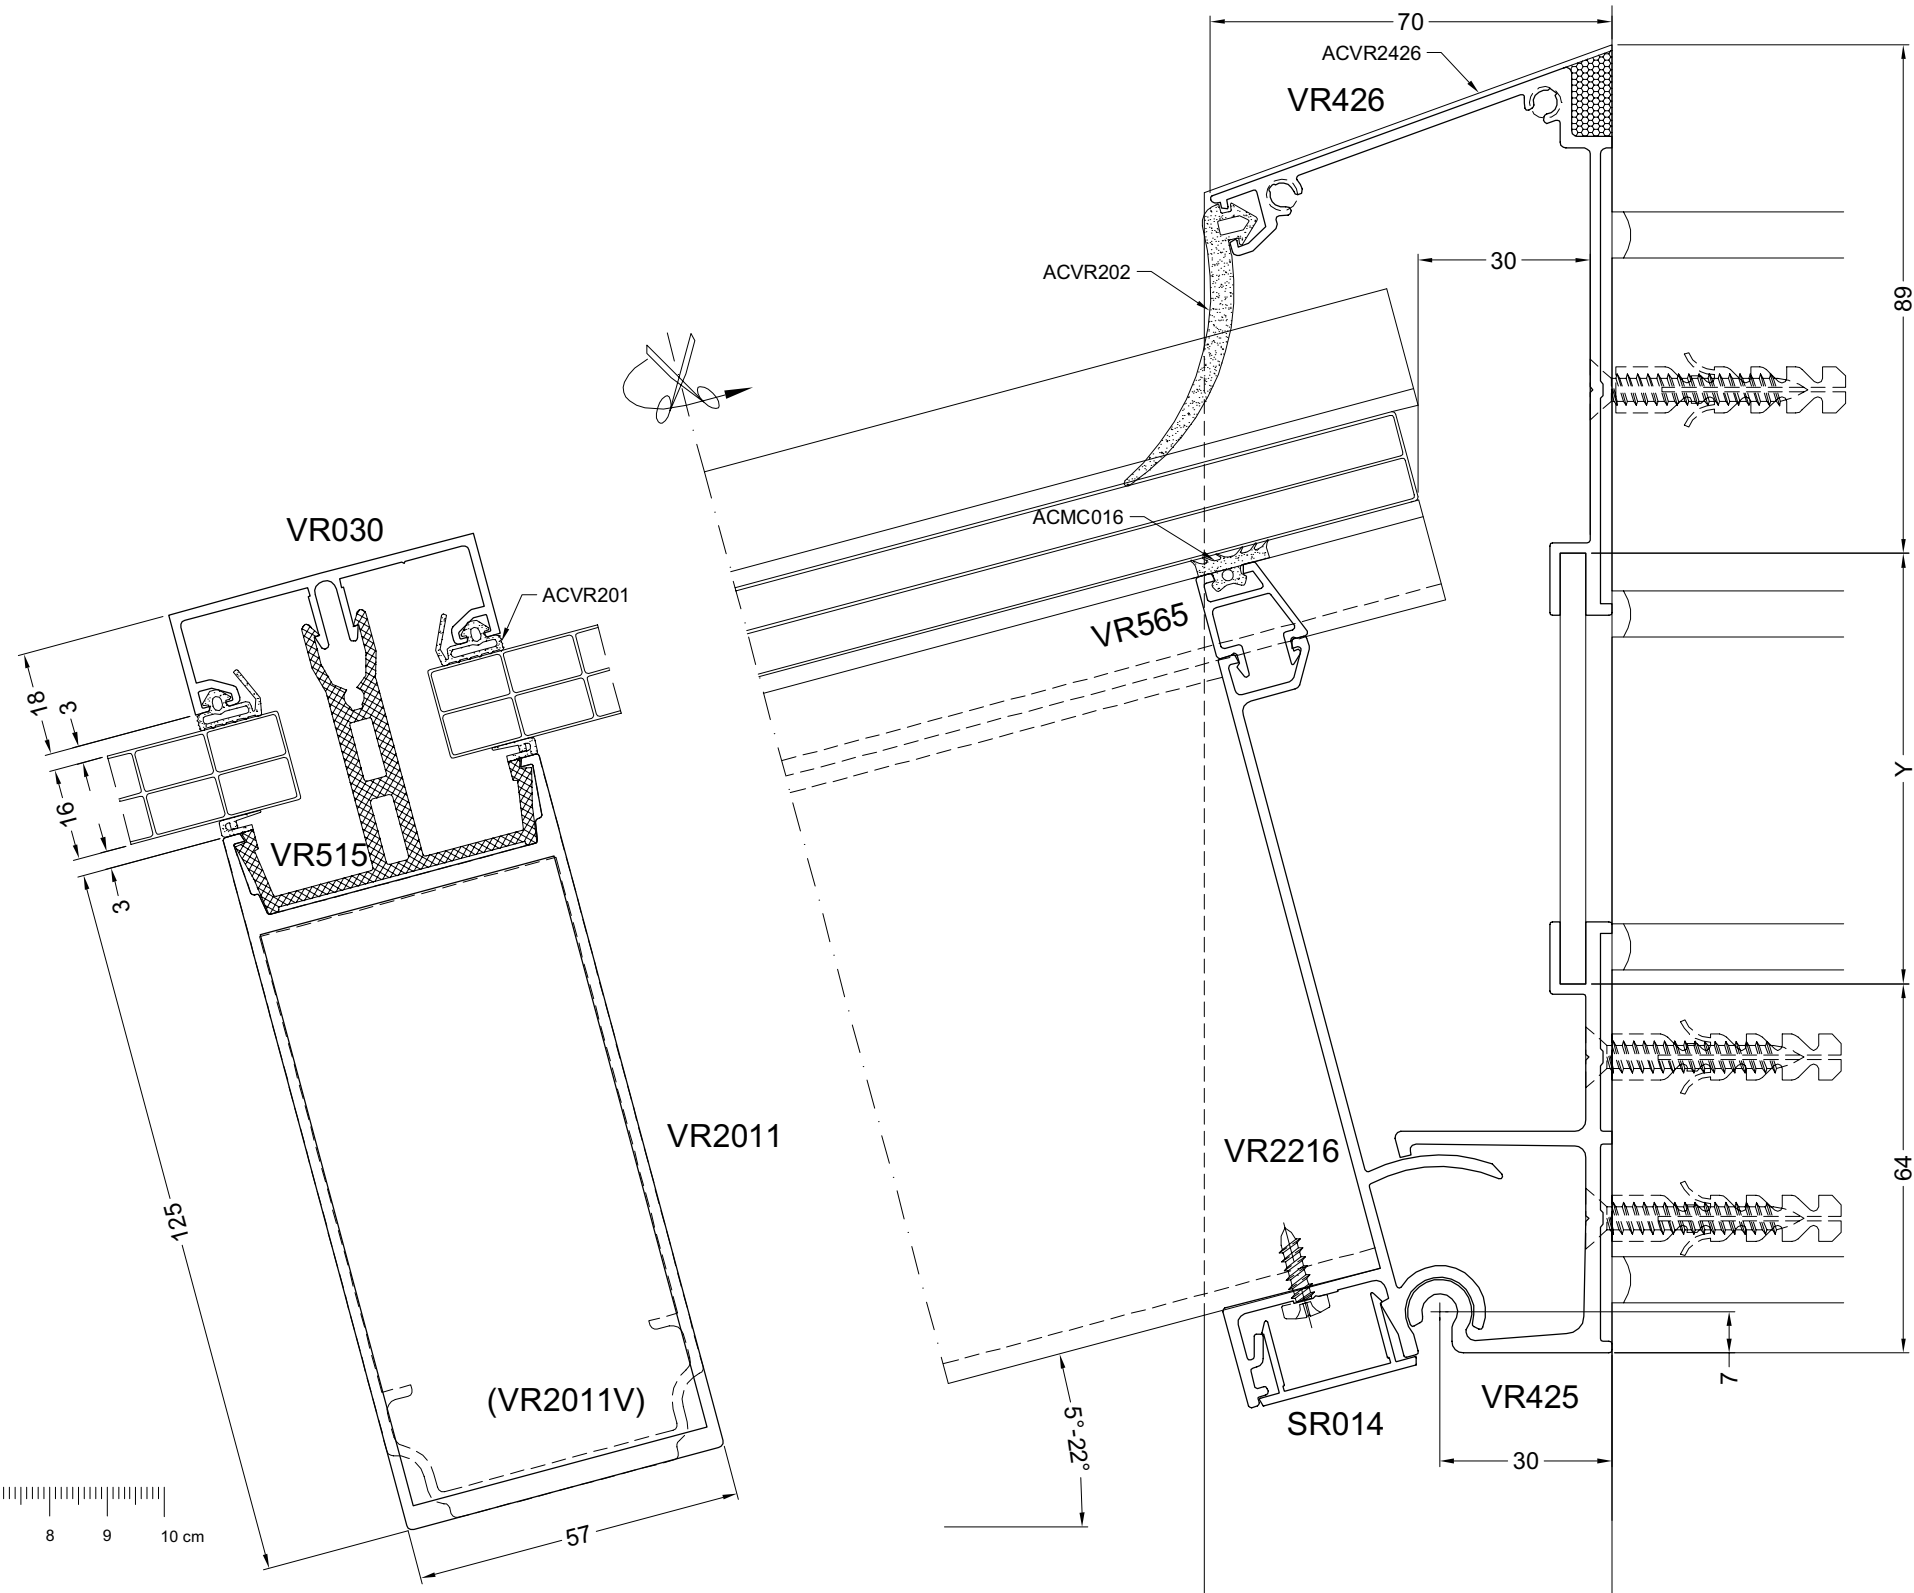 70
ACVR2426
VR426
30
ACVR202
89
VR030
ACMC016
ACVR201
VR565
18
3
16
VR515
3
Y
VR2011
VR2216
64
125
(VR2011V)
5°-22°
SR014
VR425
7
30
57
8 9 10 cm